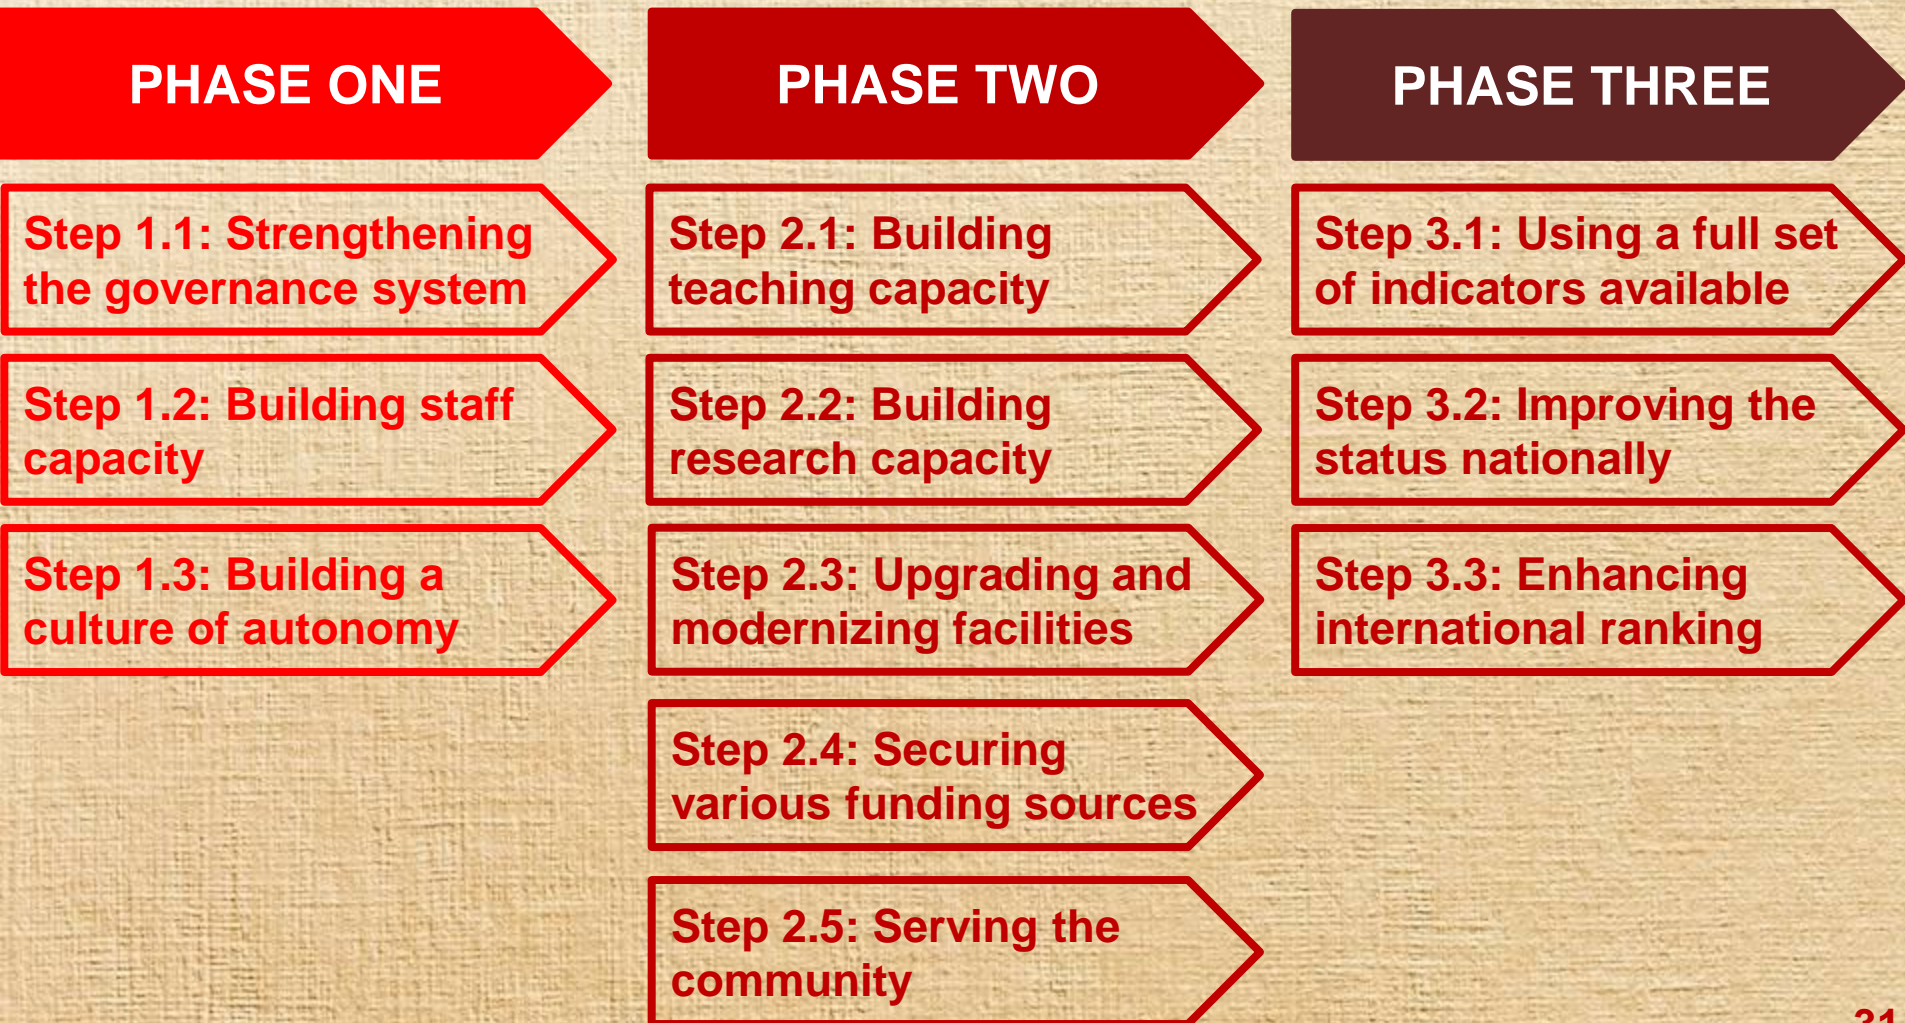 PHASE ONE
Step 1.1: Strengthening
the governance system
Step 1.2: Building staff
capacity
Step 1.3: Building a
culture of autonomy
PHASE TWO
Step 2.1: Building
teaching capacity
Step 2.2: Building
research capacity
Step 2.3: Upgrading and
modernizing facilities
Step 2.4: Securing
various funding sources
Step 2.5: Serving the
community
PHASE THREE
Step 3.1: Using a full set
of indicators available
Step 3.2: Improving the
status nationally
Step 3.3: Enhancing
international ranking